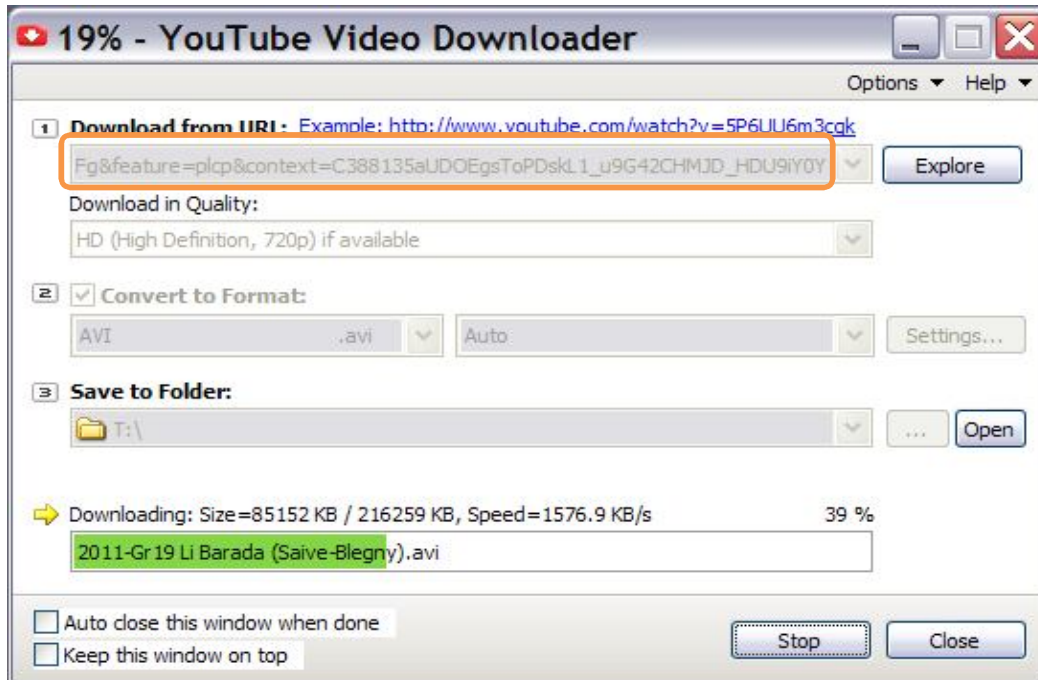 19% - YouTube Video Downloader
Options Help
1 Download from URL: Example: http://www.youtube.com/watch?v=5P6UU6m3cqk
Fg&feature=plcp&context=C388135aUDOEgsToPDskL1_u9G42CHMJD_HDU9iY0Y Explore
Download in Quality:
HD (High Definition, 720p) if available
2 Convert to Format:
AVI .avi Auto Settings...
3 Save to Folder:
T:\ ... Open
Downloading: Size=85152 KB / 216259 KB, Speed=1576.9 KB/s 39 %
2011-Gr19 Li Barada (Saive-Blegny).avi
Auto close this window when done
Keep this window on top
Stop Close